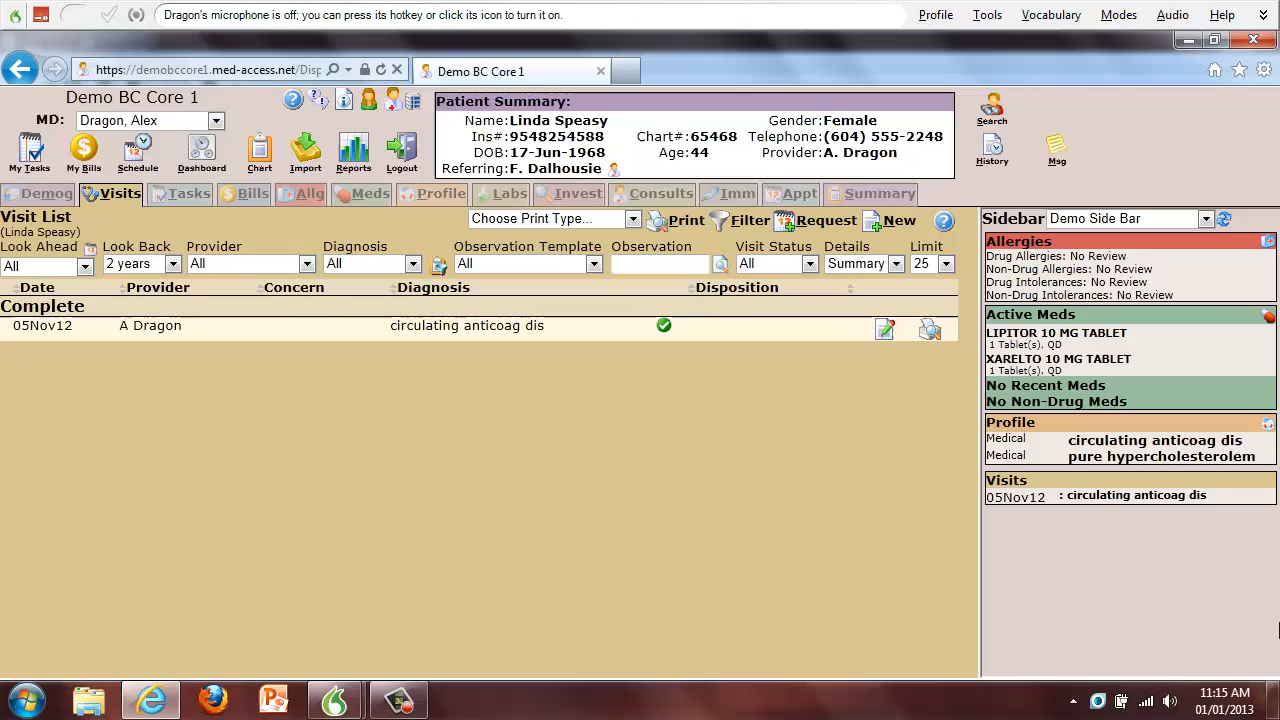 Dragon's microphone is off; you can press its hotkey or click its icon to turn it on.
Profile Tools Vocabulary Modes Audio Help
https://demobccore1.med-access.net/Disp
Demo BC Core 1
Demo BC Core 1
MD: Dragon, Alex
My Tasks My Bills Schedule Dashboard Chart Import Reports Logout
Patient Summary:
Name: Linda Speasy Gender: Female
Ins#: 9548254588 Chart#: 65468 Telephone: (604) 555-2248
DOB: 17-Jun-1968 Age: 44 Provider: A. Dragon
Referring: F. Dalhousie
Search
History Msg
Demog Visits Tasks Bills Allg Meds Profile Labs Invest Consults Imm Appt Summary
Visit List
(Linda Speasy)
Choose Print Type... Print Filter Request New
Look Ahead Look Back Provider Diagnosis Observation Template Observation Visit Status Details Limit
All 2 years All All All All Summary 25
Date Provider Concern Diagnosis Disposition
Complete
05Nov12 A Dragon circulating anticoag dis
Sidebar Demo Side Bar
Allergies
Drug Allergies: No Review
Non-Drug Allergies: No Review
Drug Intolerances: No Review
Non-Drug Intolerances: No Review
Active Meds
LIPITOR 10 MG TABLET
1 Tablet(s), QD
XARELTO 10 MG TABLET
1 Tablet(s), QD
No Recent Meds
No Non-Drug Meds
Profile
Medical circulating anticoag dis
Medical pure hypercholesterolem
Visits
05Nov12 : circulating anticoag dis
11:15 AM
01/01/2013